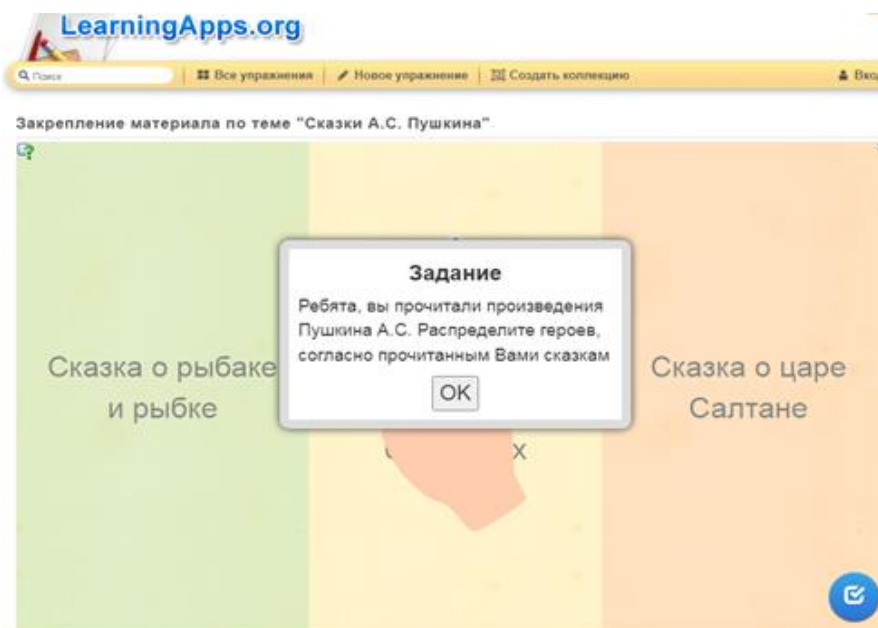 LearningApps.org
Поиск
Все упражнения
Новое упражнение
Создать коллекцию
Вход
Закрепление материала по теме "Сказки А.С. Пушкина"
Задание
Ребята, вы прочитали произведения
Пушкина А.С. Распределите героев,
согласно прочитанным Вами сказкам
OK
Сказка о рыбаке
и рыбке
Сказка о царе
Салтане